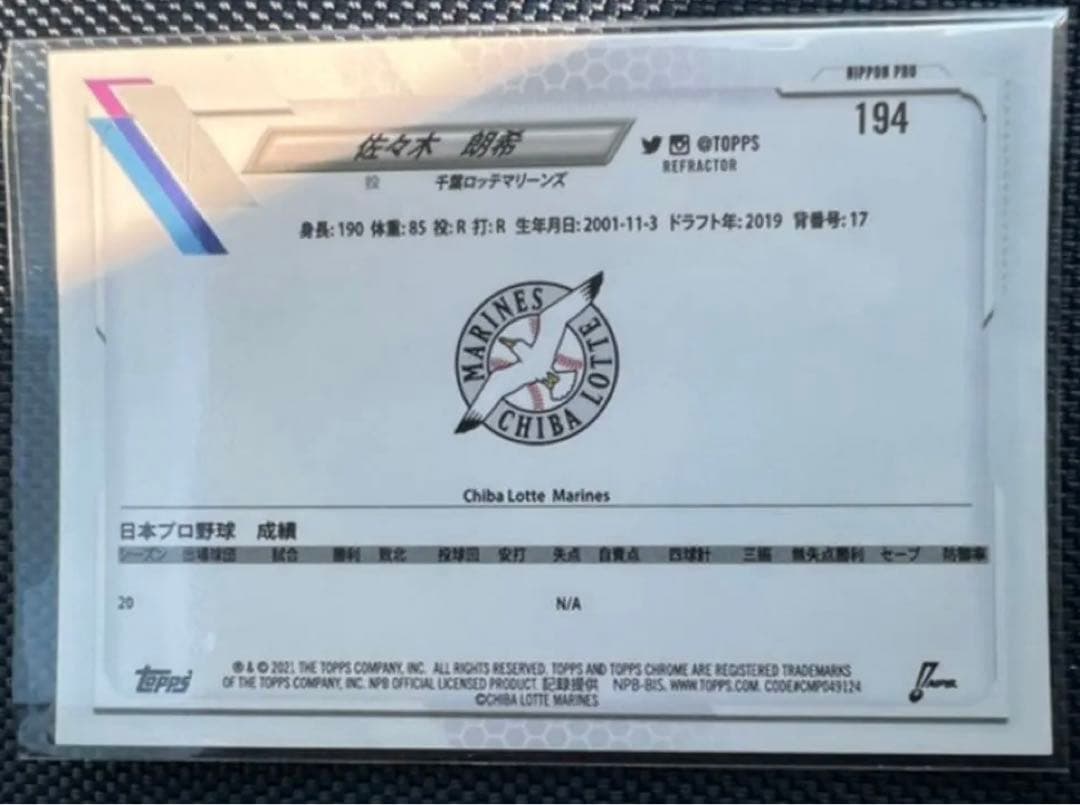 NIPPON PRO
194
佐々木 朗希
@TOPPS
REFRACTOR
投 千葉ロッテマリーンズ
身長: 190 体重: 85 投: R 打: R 生年月日: 2001-11-3 ドラフト年: 2019 背番号: 17
MARINES
CHIBA LOTTE
Chiba Lotte Marines
日本プロ野球 成績
シーズン 出場球団 試合 勝利 敗北 投球回 安打 失点 自責点 四球計 三振 無失点勝利 セーブ 防御率
20 N/A
Topps
® & © 2021 THE TOPPS COMPANY, INC. ALL RIGHTS RESERVED. TOPPS AND TOPPS CHROME ARE REGISTERED TRADEMARKS
OF THE TOPPS COMPANY, INC. NPB OFFICIAL LICENSED PRODUCT 記録提供 NPB-BIS. WWW.TOPPS.COM. CODE#CMP049124
©CHIBA LOTTE MARINES